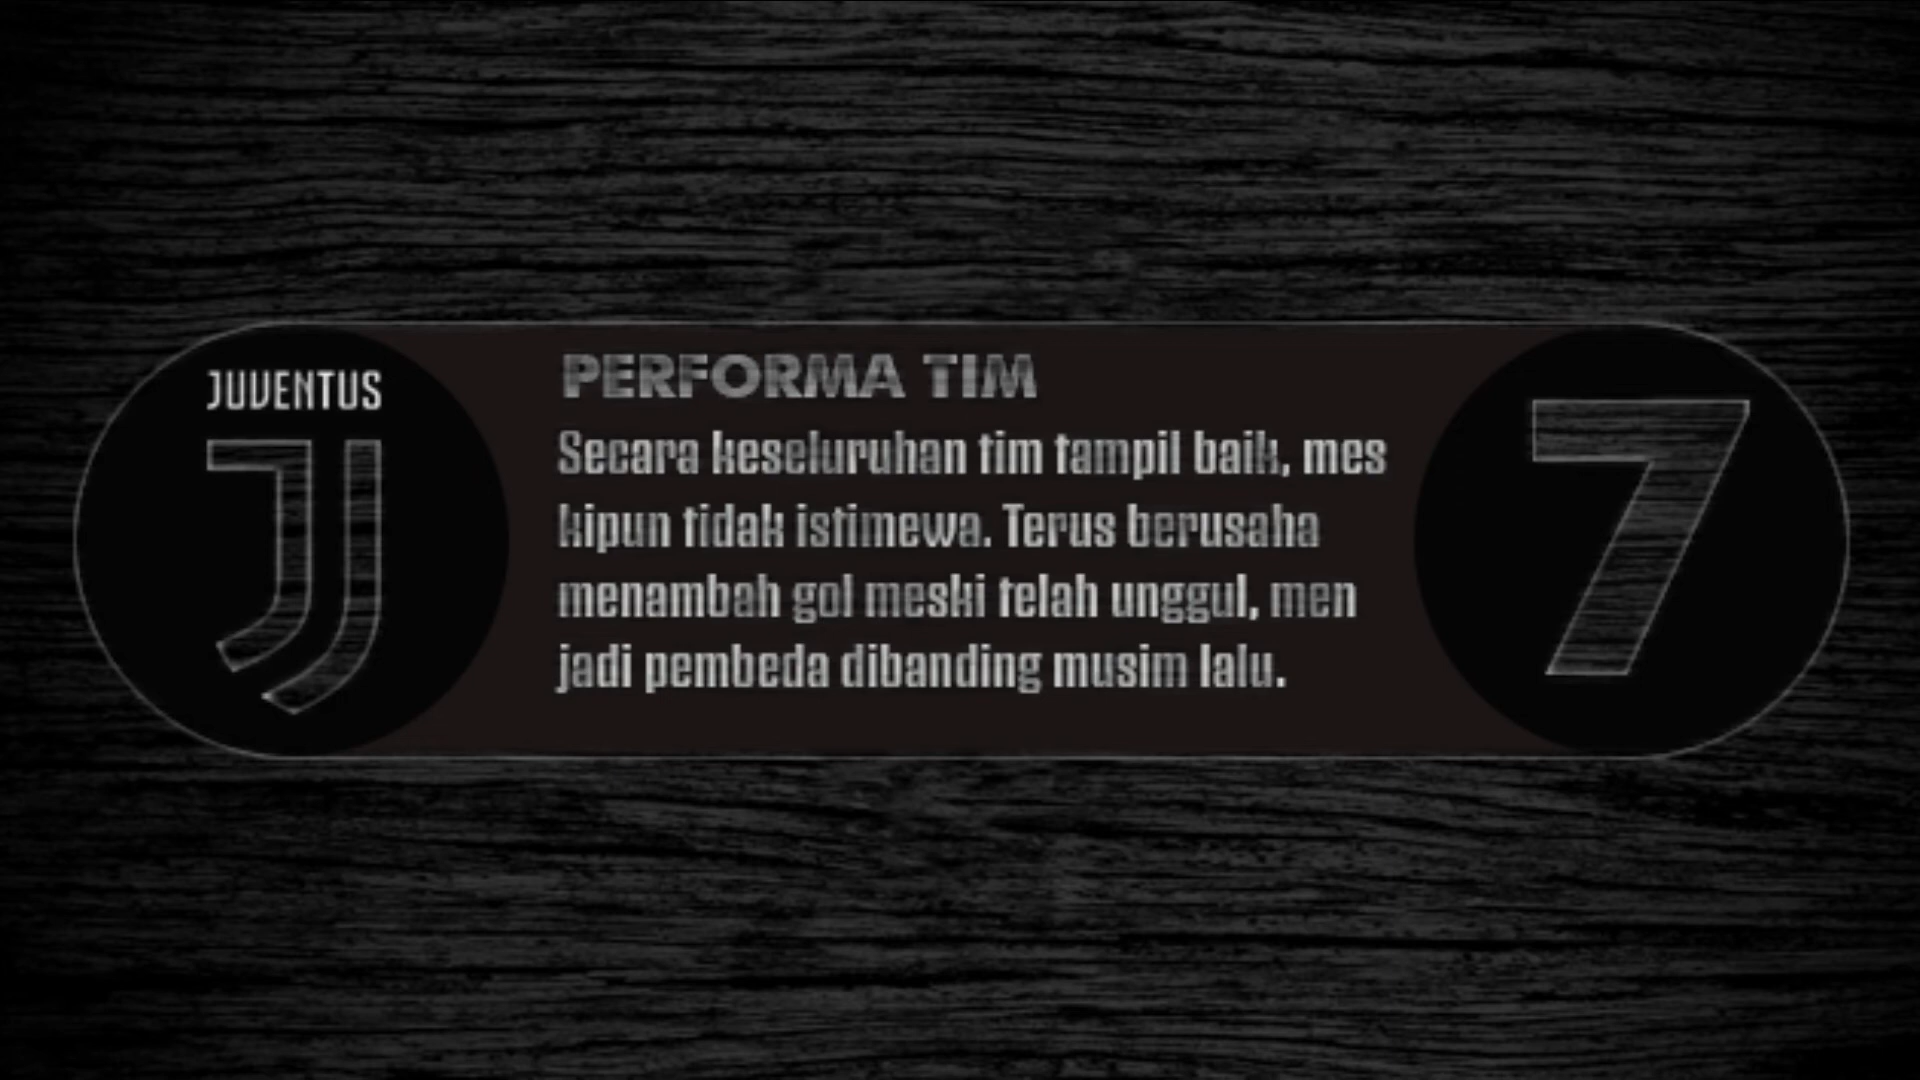 JUVENTUS
PERFORMA TIM
Secara keseluruhan tim tampil baik, mes
kipun tidak istimewa. Terus berusaha
menambah gol meski telah unggul, men
jadi pembeda dibanding musim lalu.
7